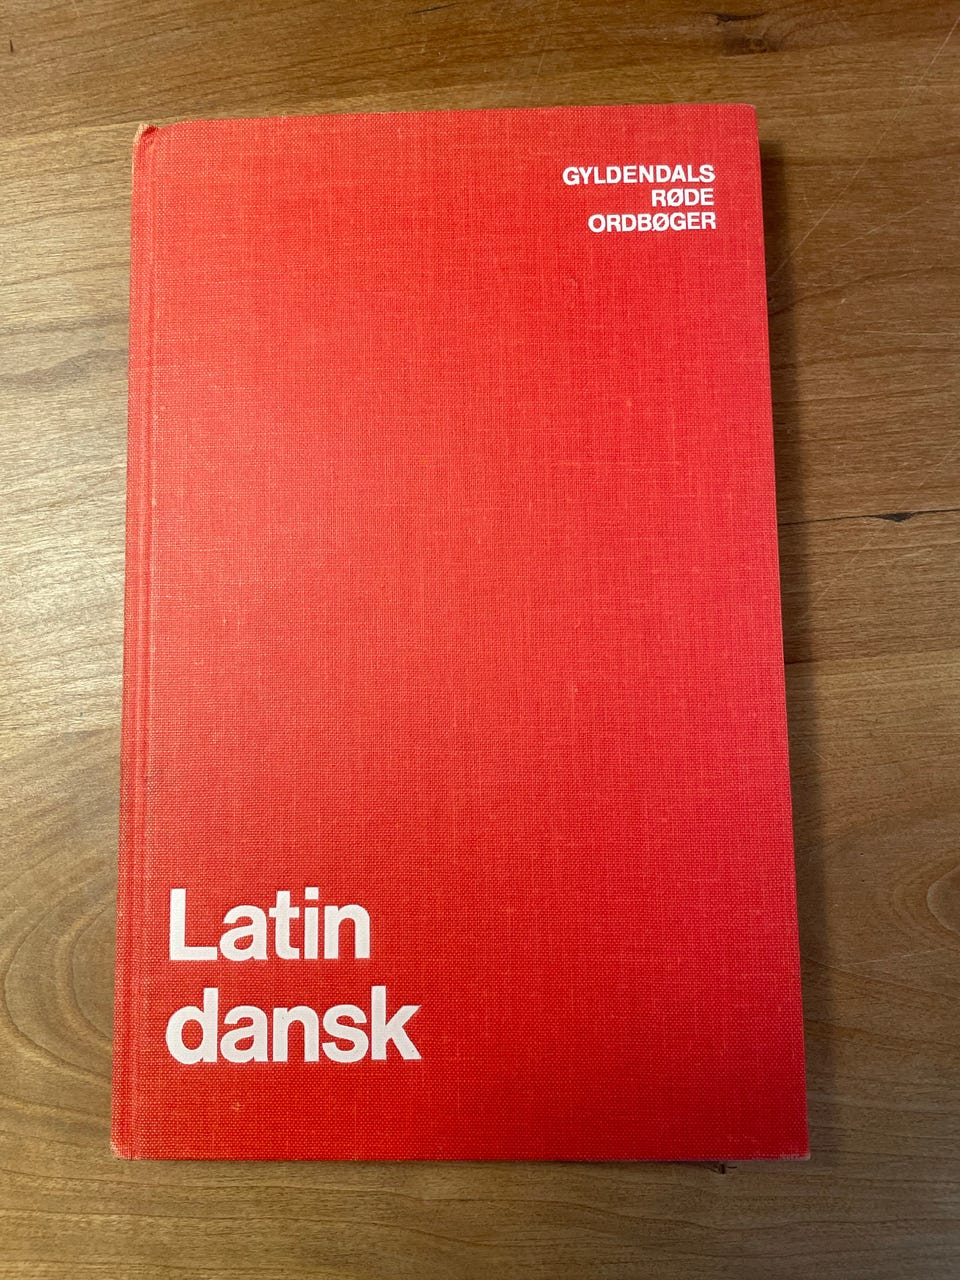 GYLDENDALS
RØDE
ORDBØGER
Latin
dansk